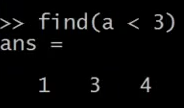 >> find(a < 3)
ans =
1 3 4